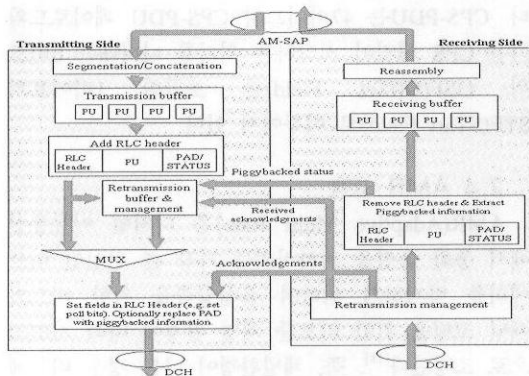 CPS-PDU
AM-SAP
Transmitting Side
Segmentation/Concatenation
Transmission buffer
PU PU PU PU
Add RLC header
RLC Header
PU
PAD/ STATUS
Retransmission buffer & management
MUX
Set fields in RLC Header (e.g. set poll bits). Optionally replace PAD with piggybacked information.
DCH
Piggybacked status
Received acknowledgements
Acknowledgements
Receiving Side
Reassembly
Receiving buffer
PU PU PU PU
Remove RLC header & Extract Piggybacked information
RLC Header
PU
PAD/ STATUS
Retransmission management
DCH